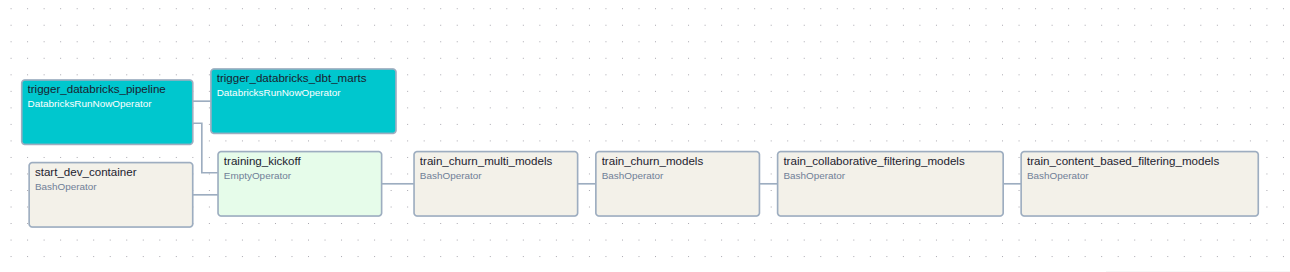 trigger_databricks_pipeline
DatabricksRunNowOperator
trigger_databricks_dbt_marts
DatabricksRunNowOperator
start_dev_container
BashOperator
training_kickoff
EmptyOperator
train_churn_multi_models
BashOperator
train_churn_models
BashOperator
train_collaborative_filtering_models
BashOperator
train_content_based_filtering_models
BashOperator